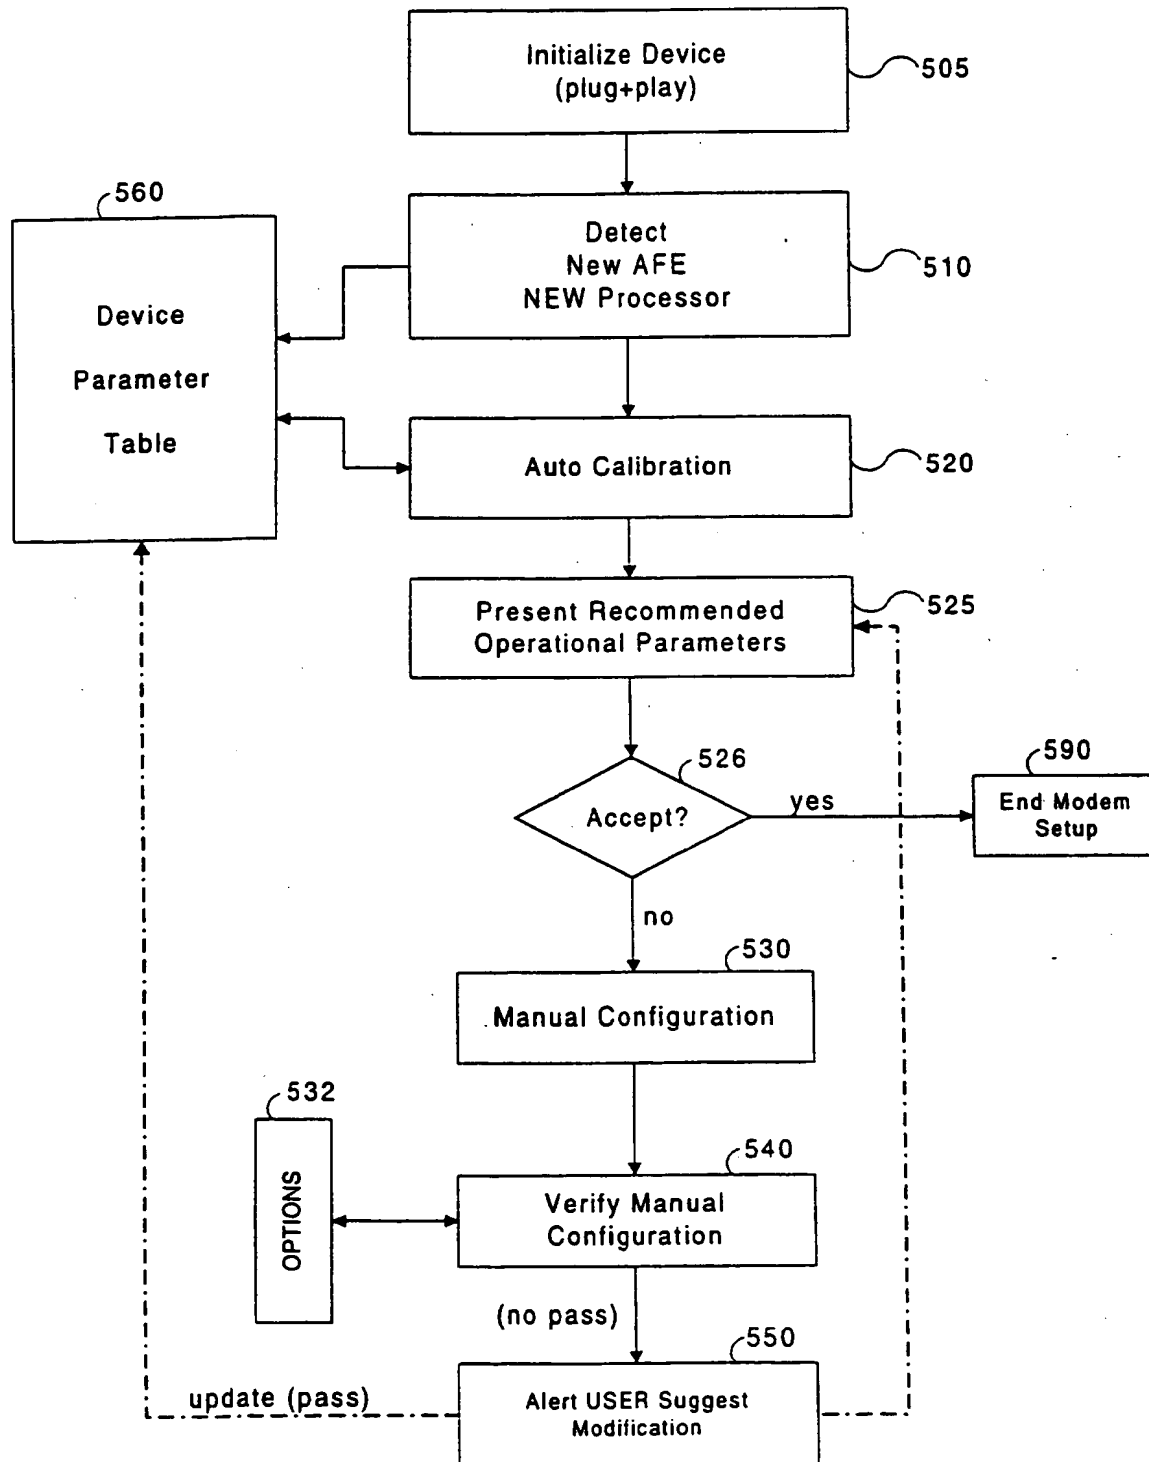 Initialize Device
(plug+play)
505
560
Detect
New AFE
NEW Processor
510
Device
Parameter
Table
Auto Calibration
520
Present Recommended
Operational Parameters
525
526
Accept?
yes
590
End Modem
Setup
no
530
Manual Configuration
532
OPTIONS
540
Verify Manual
Configuration
(no pass)
550
update (pass)
Alert USER Suggest
Modification